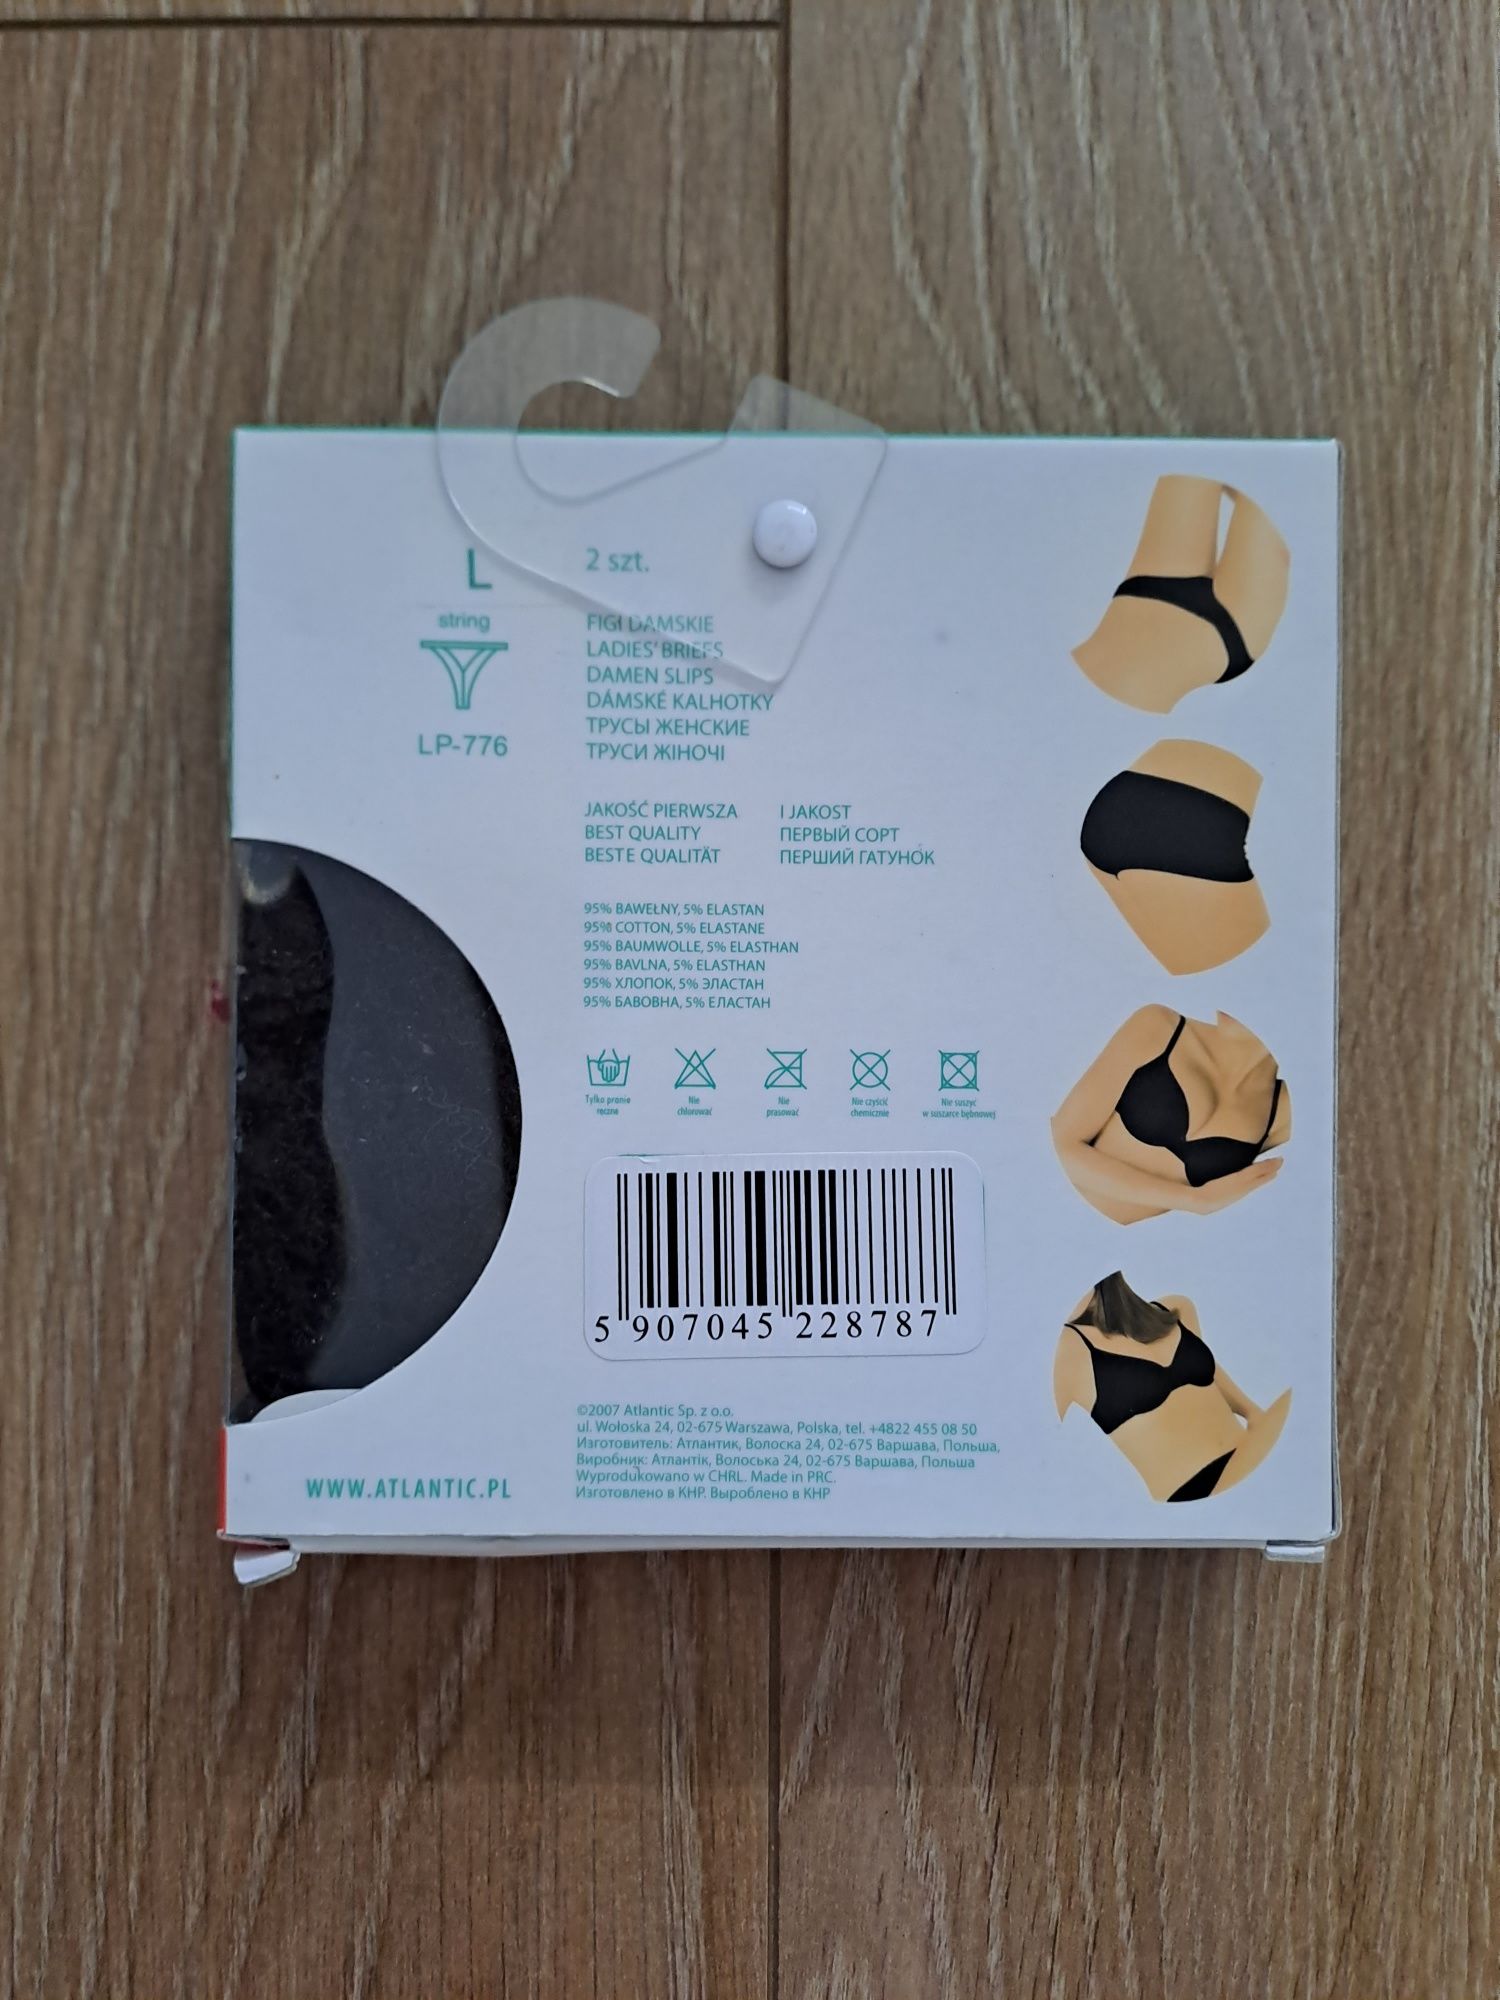 L
string
LP-776
2 szt.
FIGI DAMSKIE
LADIES' BRIEFS
DAMEN SLIPS
DÁMSKÉ KALHOTKY
ТРУСЫ ЖЕНСКИЕ
ТРУСИ ЖІНОЧІ
JAKOŚĆ PIERWSZA
BEST QUALITY
BESTE QUALITÄT
I JAKOST
ПЕРВЫЙ СОРТ
ПЕРШИЙ ГАТУНОК
95% BAWEŁNY, 5% ELASTAN
95% COTTON, 5% ELASTANE
95% BAUMWOLLE, 5% ELASTHAN
95% BAVLNA, 5% ELASTHAN
95% ХЛОПОК, 5% ЭЛАСТАН
95% БАВОВНА, 5% ЕЛАСТАН
Tylko pranie
ręczne
Nie
chlorować
Nie
prasować
Nie czyścić
chemicznie
Nie suszyć
w suszarce bębnowej
5 907045 228787
©2007 Atlantic Sp. z o.o.
ul. Wołoska 24, 02-675 Warszawa, Polska, tel. +4822 455 08 50
Изготовитель: Атлантик, Волоска 24, 02-675 Варшава, Польша,
Виробник: Атлантік, Волоська 24, 02-675 Варшава, Польща
Wyprodukowano w CHRL. Made in PRC.
Изготовлено в КНР. Выроблено в КНР
WWW.ATLANTIC.PL